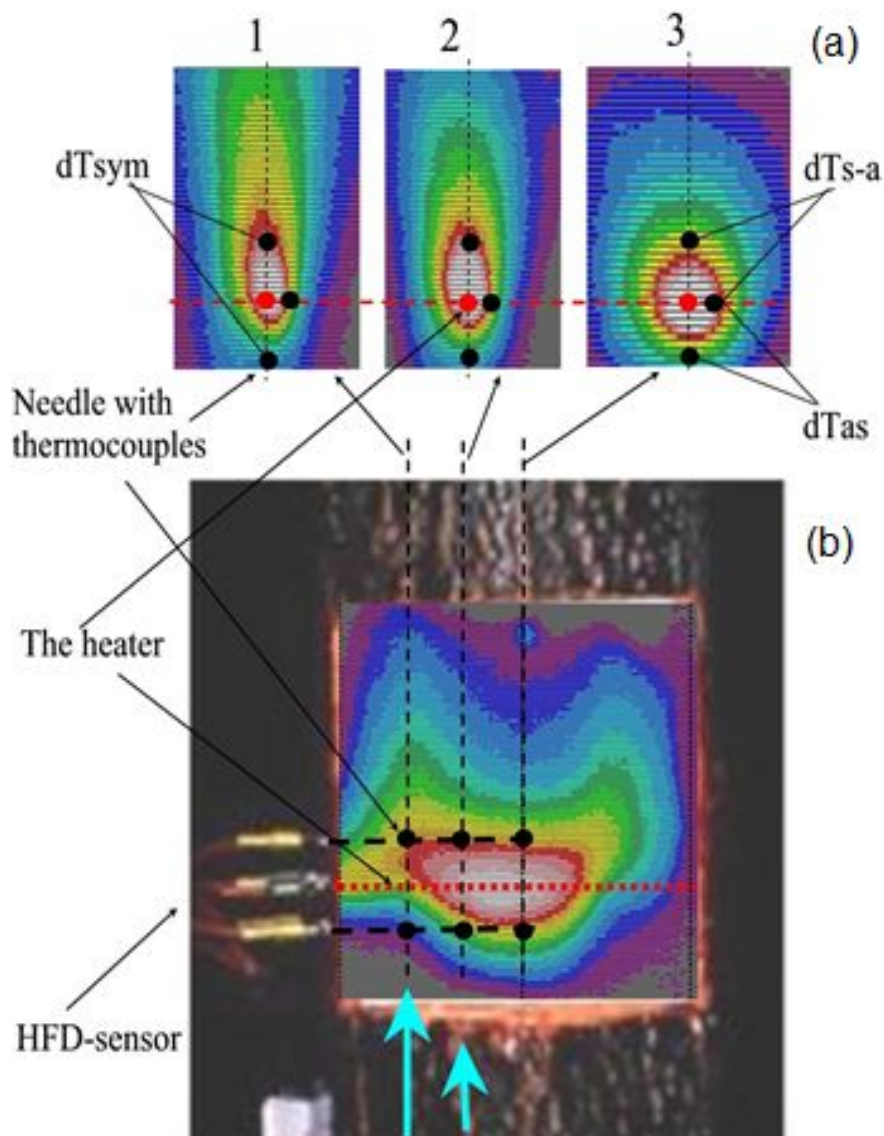 1
2
3
(a)
dTsym
dTs-a
Needle with
thermocouples
dTas
(b)
The heater
HFD-sensor